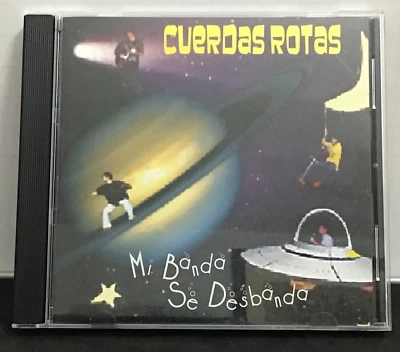 CUERDAS ROTAS
Mi Banda
Se Desbanda